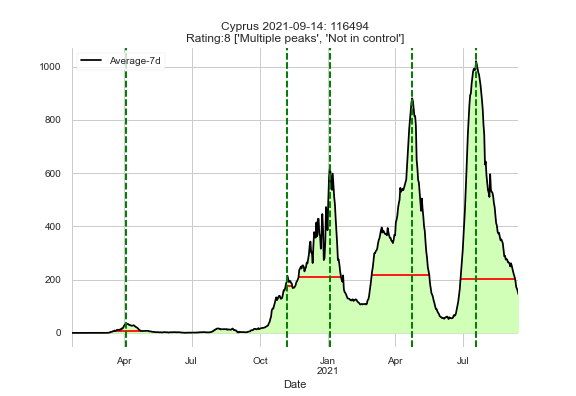 Cyprus 2021-09-14: 116494
Rating:8 ['Multiple peaks', 'Not in control']
Average-7d
1000
800
600
400
200
0
Apr
Jul
Oct
Jan
2021
Apr
Jul
Date